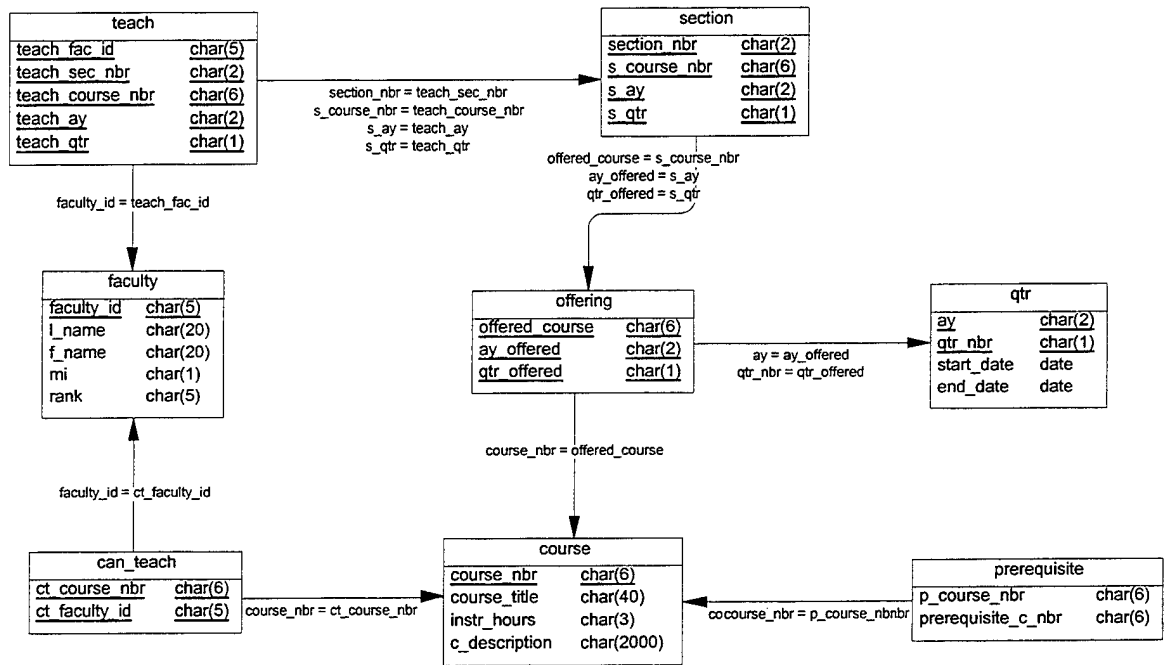 teach
teach_fac_id char(5)
teach_sec_nbr char(2)
teach_course_nbr char(6)
teach_ay char(2)
teach_qtr char(1)
section
section_nbr char(2)
s_course_nbr char(6)
s_ay char(2)
s_qtr char(1)
section_nbr = teach_sec_nbr
s_course_nbr = teach_course_nbr
s_ay = teach_ay
s_qtr = teach_qtr
offered_course = s_course_nbr
ay_offered = s_ay
qtr_offered = s_qtr
faculty_id = teach_fac_id
faculty
faculty_id char(5)
l_name char(20)
f_name char(20)
mi char(1)
rank char(5)
offering
offered_course char(6)
ay_offered char(2)
qtr_offered char(1)
ay = ay_offered
qtr_nbr = qtr_offered
qtr
ay char(2)
qtr_nbr char(1)
start_date date
end_date date
course_nbr = offered_course
faculty_id = ct_faculty_id
can_teach
ct_course_nbr char(6)
ct_faculty_id char(5)
course_nbr = ct_course_nbr
course
course_nbr char(6)
course_title char(40)
instr_hours char(3)
c_description char(2000)
cocourse_nbr = p_course_nbnbr
prerequisite
p_course_nbr char(6)
prerequisite_c_nbr char(6)